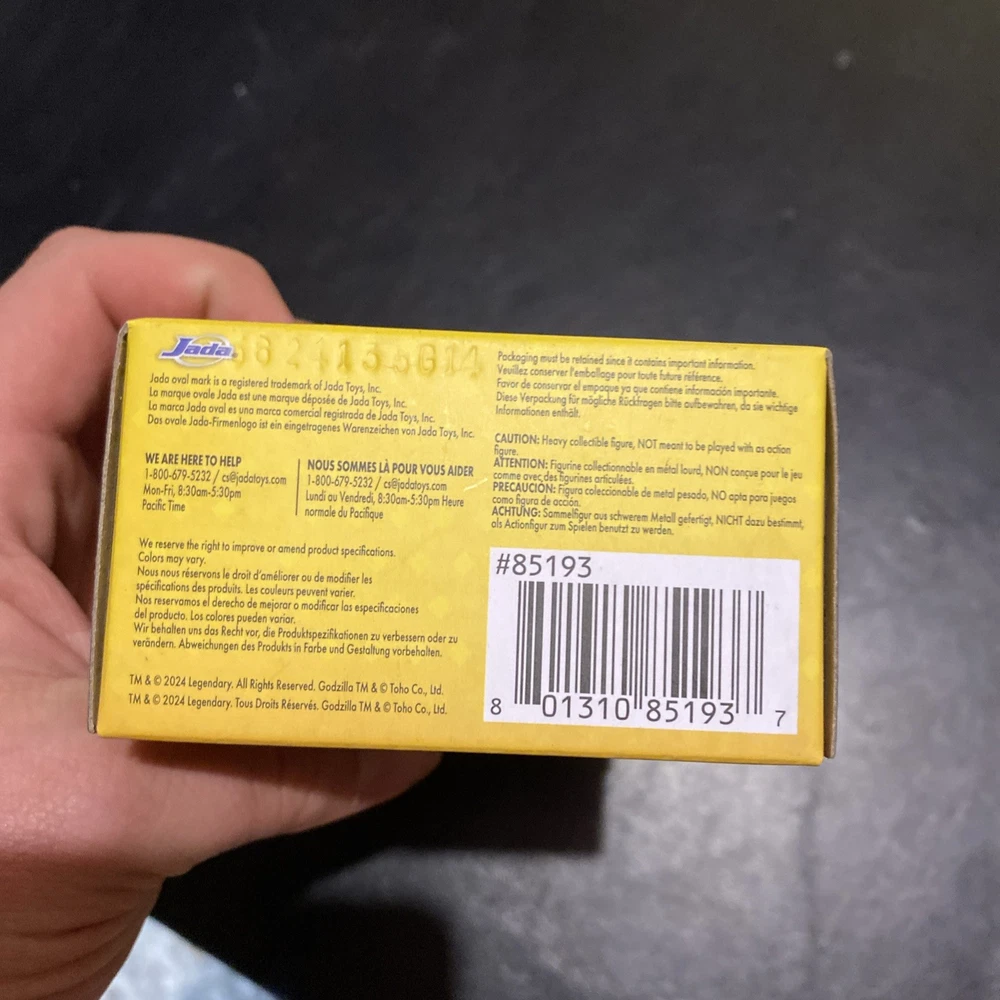 Jada
Jada oval mark is a registered trademark of Jada Toys, Inc.
La marque ovale Jada est une marque déposée de Jada Toys, Inc.
La marca Jada oval es una marca comercial registrada de Jada Toys, Inc.
Das ovale Jada-Firmenlogo ist ein eingetragenes Warenzeichen von Jada Toys, Inc.
WE ARE HERE TO HELP
1-800-679-5232 / cs@jadatoys.com
Mon-Fri, 8:30am-5:30pm
Pacific Time
NOUS SOMMES LÀ POUR VOUS AIDER
1-800-679-5232 / cs@jadatoys.com
Lundi au Vendredi, 8:30am-5:30pm Heure
normale du Pacifique
We reserve the right to improve or amend product specifications.
Colors may vary.
Nous nous réservons le droit d'améliorer ou de modifier les
spécifications des produits. Les couleurs peuvent varier.
Nos reservamos el derecho de mejorar o modificar las especificaciones
del producto. Los colores pueden variar.
Wir behalten uns das Recht vor, die Produktspezifikationen zu verbessern oder zu
verändern. Abweichungen des Produkts in Farbe und Gestaltung vorbehalten.
TM & © 2024 Legendary. All Rights Reserved. Godzilla TM & © Toho Co., Ltd.
TM & © 2024 Legendary. Tous Droits Réservés. Godzilla TM & © Toho Co., Ltd.
Packaging must be retained since it contains important information.
Veuillez conserver l'emballage pour toute future référence.
Favor de conservar el empaque ya que contiene información importante.
Diese Verpackung für mögliche Rückfragen bitte aufbewahren, da sie wichtige
Informationen enthält.
CAUTION: Heavy collectible figure, NOT meant to be played with as action
figure.
ATTENTION: Figurine collectionnable en métal lourd, NON conçue pour le jeu
comme avec des figurines articulées.
PRECAUCIÓN: Figura coleccionable de metal pesado, NO apta para juegos
como figura de acción.
ACHTUNG: Sammelfigur aus schwerem Metall gefertigt, NICHT dazu bestimmt,
als Actionfigur zum Spielen benutzt zu werden.
#85193
8 01310 85193 7